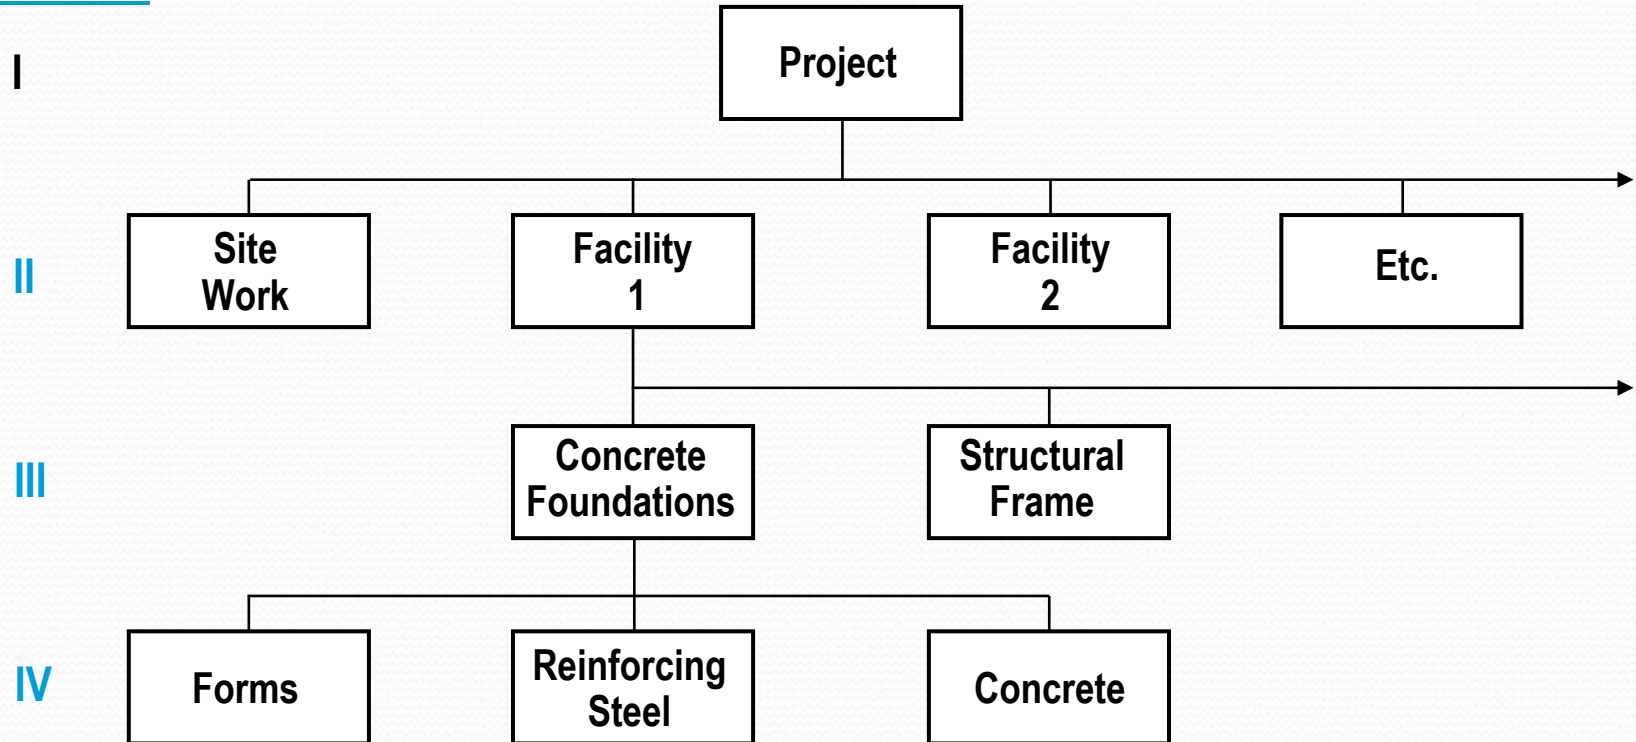 I
Project
II
Site
Work
Facility
1
Facility
2
Etc.
III
Concrete
Foundations
Structural
Frame
IV
Forms
Reinforcing
Steel
Concrete